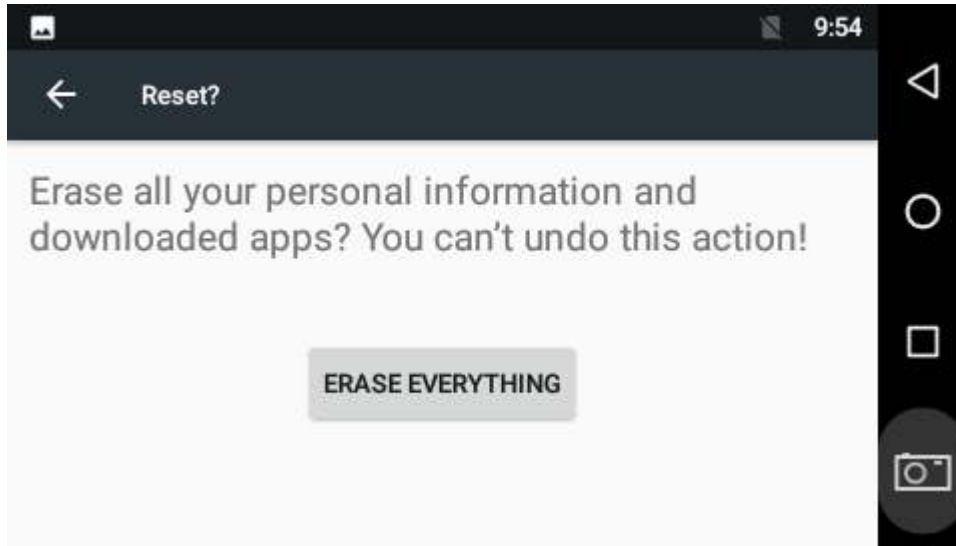 9:54
Reset?
Erase all your personal information and
downloaded apps? You can't undo this action!
ERASE EVERYTHING